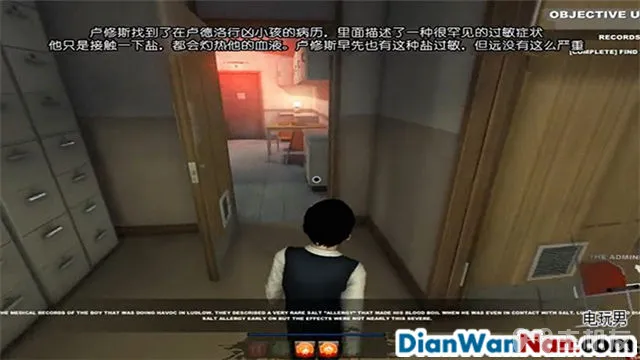 卢修斯找到了在卢德洛行凶小孩的病历，里面描述了一种很罕见的过敏症状
他只是接触一下盐，都会灼热他的血液。卢修斯早先也有这种盐过敏，但远没有这么严重
OBJECTIVE U
RECORDS
[COMPLETE] FIND
THE ADMINI
VE MEDICAL RECORDS OF THE BOY THAT WAS DOING HAVOC IN LUDLOW. THEY DESCRIBED A VERY RARE SALT "ALLERGY" THAT MADE HIS BLOOD BOIL WHEN HE WAS EVEN IN CONTACT WITH SALT.
SALT ALLERGY EARLY ON BUT THE EFFECTS WERE NOT NEARLY THIS SEVERE.
电玩男
DianWanNan.com